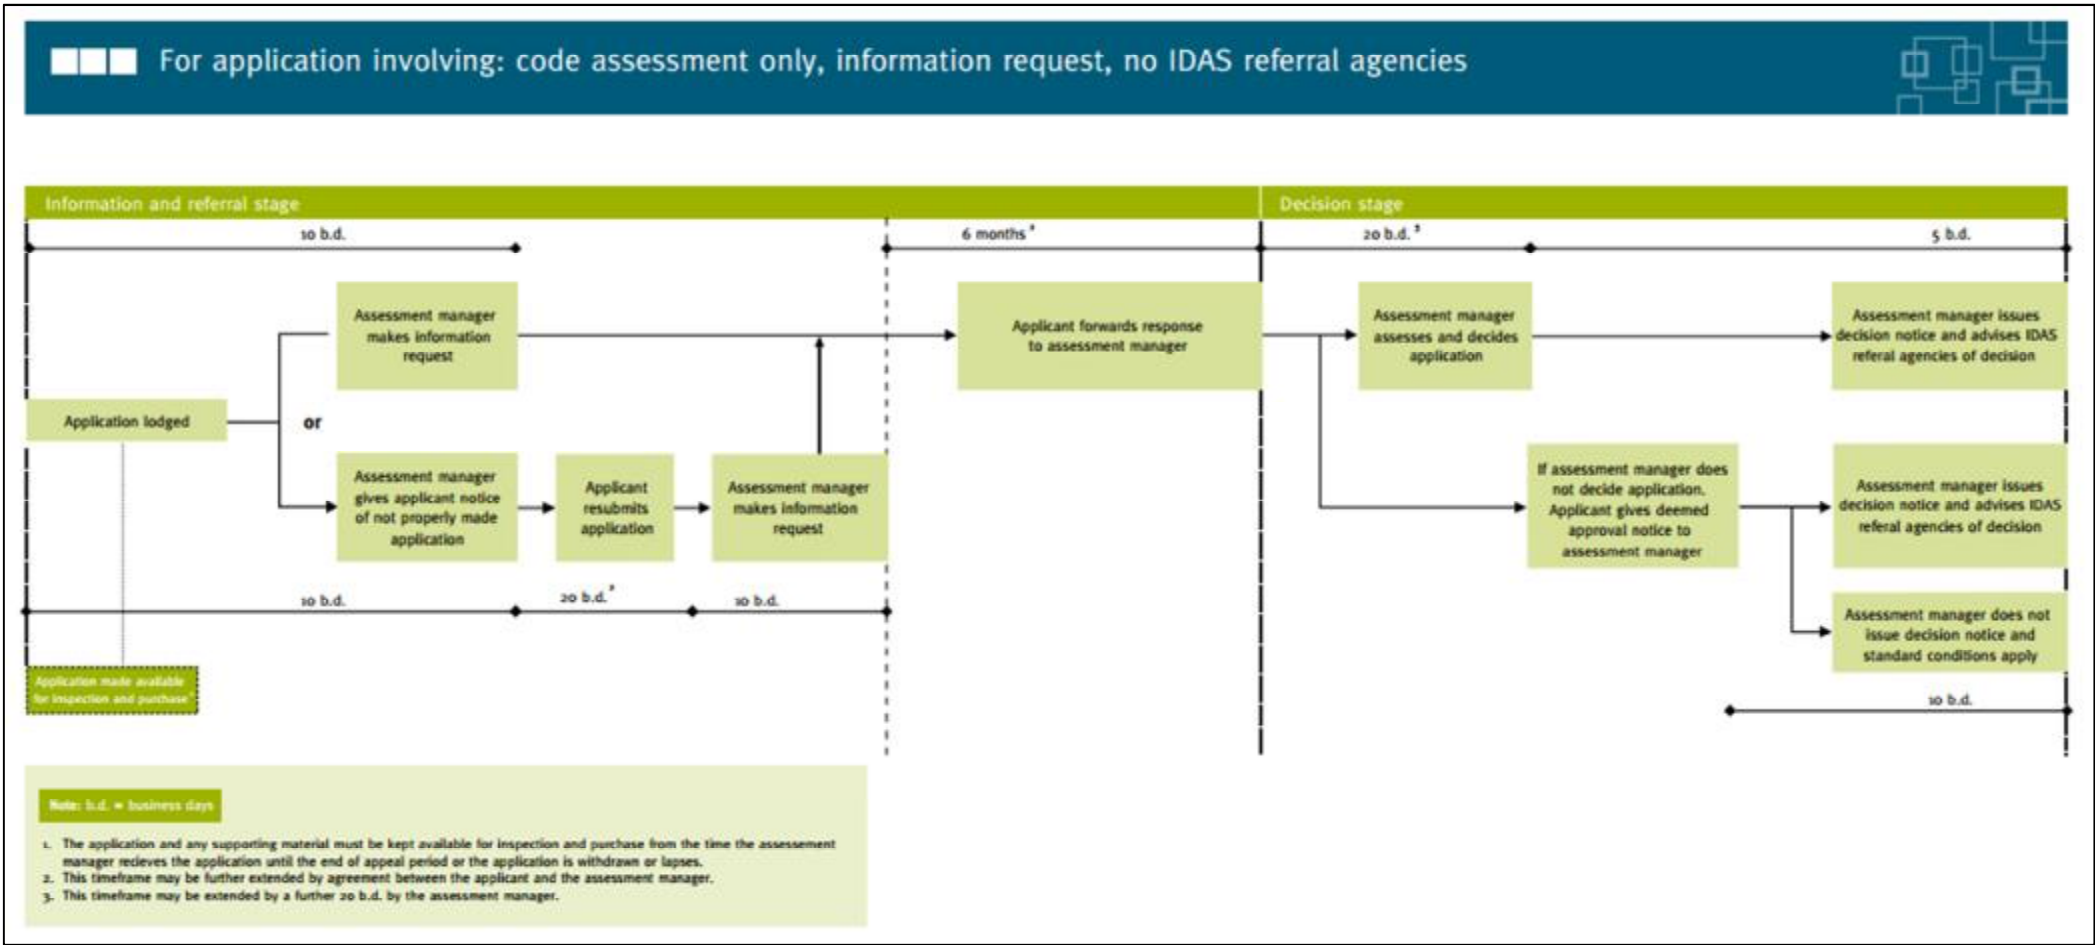 For application involving: code assessment only, information request, no IDAS referral agencies
Information and referral stage
Decision stage
10 b.d.
6 months ²
20 b.d. ³
5 b.d.
Assessment manager
makes information
request
Applicant forwards response
to assessment manager
Assessment manager
assesses and decides
application
Assessment manager issues
decision notice and advises IDAS
referal agencies of decision
Application lodged
or
Assessment manager
gives applicant notice
of not properly made
application
Applicant
resubmits
application
Assessment manager
makes information
request
If assessment manager does
not decide application.
Applicant gives deemed
approval notice to
assessment manager
Assessment manager issues
decision notice and advises IDAS
referal agencies of decision
Assessment manager does not
issue decision notice and
standard conditions apply
10 b.d.
20 b.d. ²
10 b.d.
10 b.d.
Application made available
for inspection and purchase
Note: b.d. = business days
1. The application and any supporting material must be kept available for inspection and purchase from the time the assessement
manager recieves the application until the end of appeal period or the application is withdrawn or lapses.
2. This timeframe may be further extended by agreement between the applicant and the assessment manager.
3. This timeframe may be extended by a further 20 b.d. by the assessment manager.